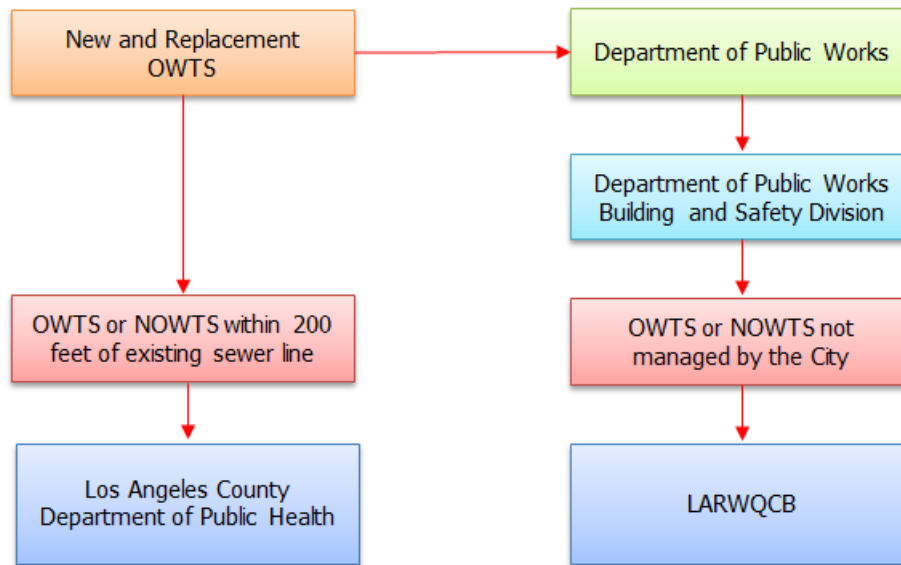 New and Replacement
OWTS
Department of Public Works
Department of Public Works
Building and Safety Division
OWTS or NOWTS within 200
feet of existing sewer line
OWTS or NOWTS not
managed by the City
Los Angeles County
Department of Public Health
LARWQCB